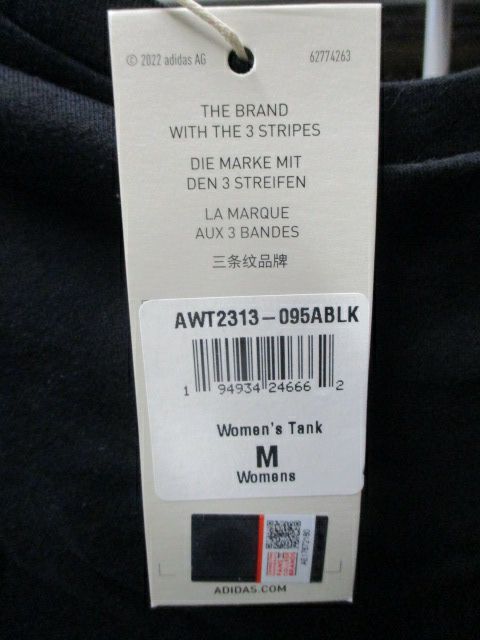 © 2022 adidas AG 62774263
THE BRAND
WITH THE 3 STRIPES
DIE MARKE MIT
DEN 3 STREIFEN
LA MARQUE
AUX 3 BANDES
三条纹品牌
AWT2313-095ABLK
1 94934 24666 2
Women's Tank
M
Womens
ADIDAS.COM